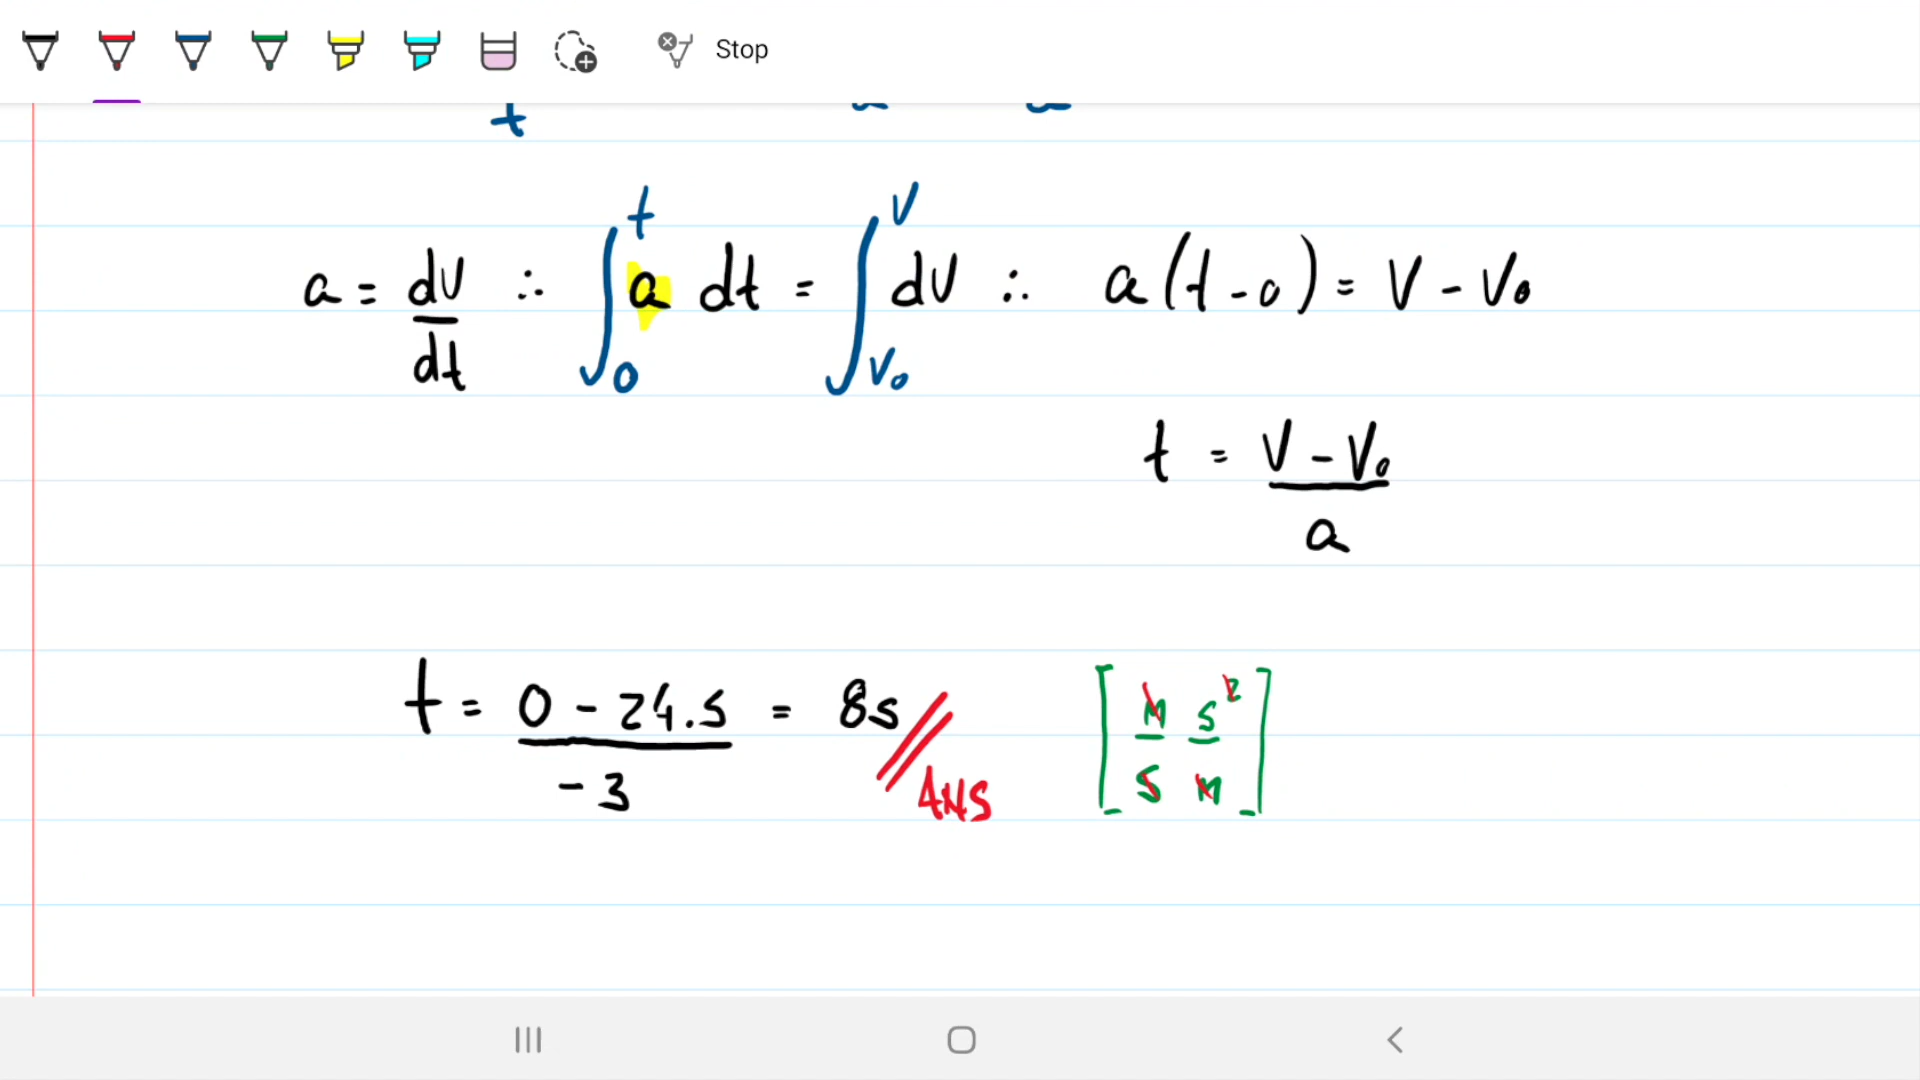 Stop
t
a = dV/dt ∴ ∫₀ᵗ a dt = ∫ᵥ₀ⱽ dV ∴ a(t-0) = V - V₀
t = V - V₀ / a
t = 0 - 24.5 / -3 = 8s // ANS [M/S S²/M]